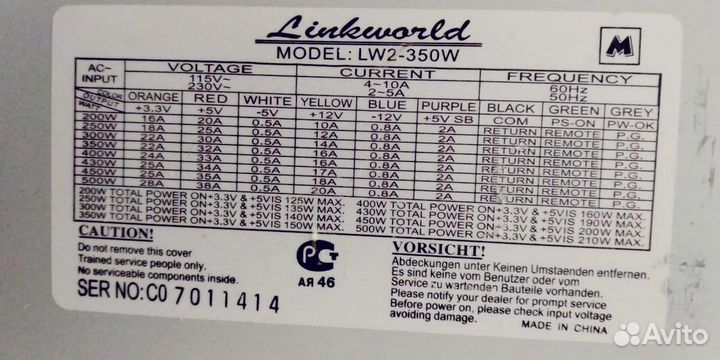 Linkworld
MODEL: LW2-350W
M
AC~ INPUT VOLTAGE CURRENT FREQUENCY
115V~ 4~10A 60Hz
230V~ 2~5A 50Hz
COLOR ORANGE RED WHITE YELLOW BLUE PURPLE BLACK GREEN GREY
WATT OUTPUT +3.3V +5V -5V +12V -12V +5V SB COM PS-ON PW-OK
200W 16A 20A 0.5A 10A 0.8A 2A RETURN REMOTE P.G.
250W 18A 25A 0.5A 12A 0.8A 2A RETURN REMOTE P.G.
300W 22A 30A 0.5A 14A 0.8A 2A RETURN REMOTE P.G.
350W 22A 32A 0.5A 16A 0.8A 2A RETURN REMOTE P.G.
400W 24A 33A 0.5A 16A 0.8A 2A RETURN REMOTE P.G.
430W 25A 34A 0.5A 17A 0.8A 2A RETURN REMOTE P.G.
450W 25A 35A 0.5A 18A 0.8A 2A RETURN REMOTE P.G.
500W 28A 38A 0.5A 20A 0.8A 2A RETURN REMOTE P.G.
200W TOTAL POWER ON+3.3V & +5VIS 125W MAX. 400W TOTAL POWER ON+3.3V & +5VIS 160W MAX.
250W TOTAL POWER ON+3.3V & +5VIS 135W MAX. 430W TOTAL POWER ON+3.3V & +5VIS 190W MAX.
300W TOTAL POWER ON+3.3V & +5VIS 140W MAX. 450W TOTAL POWER ON+3.3V & +5VIS 200W MAX.
350W TOTAL POWER ON+3.3V & +5VIS 150W MAX. 500W TOTAL POWER ON+3.3V & +5VIS 210W MAX.
CAUTION!
Do not remove this cover
Trained service people only.
No serviceable components inside.
SER NO: C0 7011414
РСТ
АЯ 46
VORSICHT!
Abdeckungen unter Keinen Umstaenden entfernen.
Es sind keine vom Benutzer oder vom
Service zu wartenden Bauteile vorhanden.
Please notify your dealer for prompt service
Before power on, please check input voltage
avoiding damaging.
MADE IN CHINA
Avito